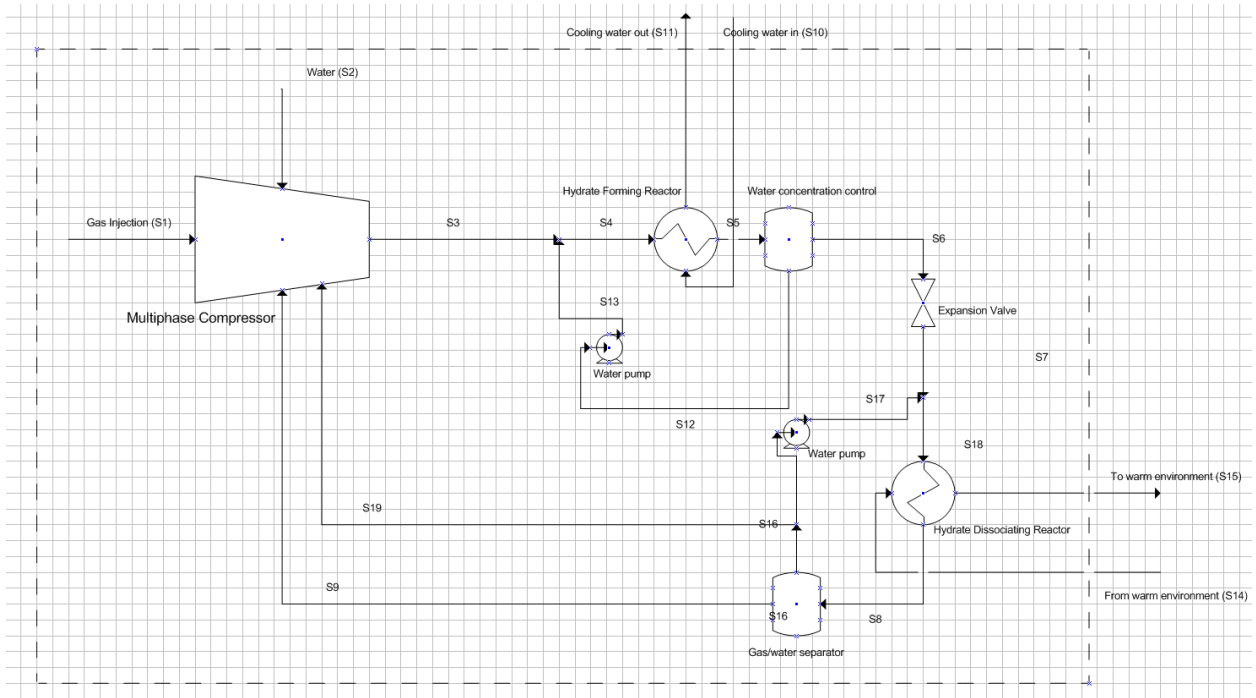 Cooling water out (S11)
Cooling water in (S10)
Water (S2)
Hydrate Forming Reactor
Water concentration control
Gas Injection (S1)
S3
S4
S5
S6
S13
Expansion Valve
Multiphase Compressor
S7
Water pump
S17
S12
S18
Water pump
To warm environment (S15)
S19
S16
Hydrate Dissociating Reactor
S9
From warm environment (S14)
S16
S8
Gas/water separator